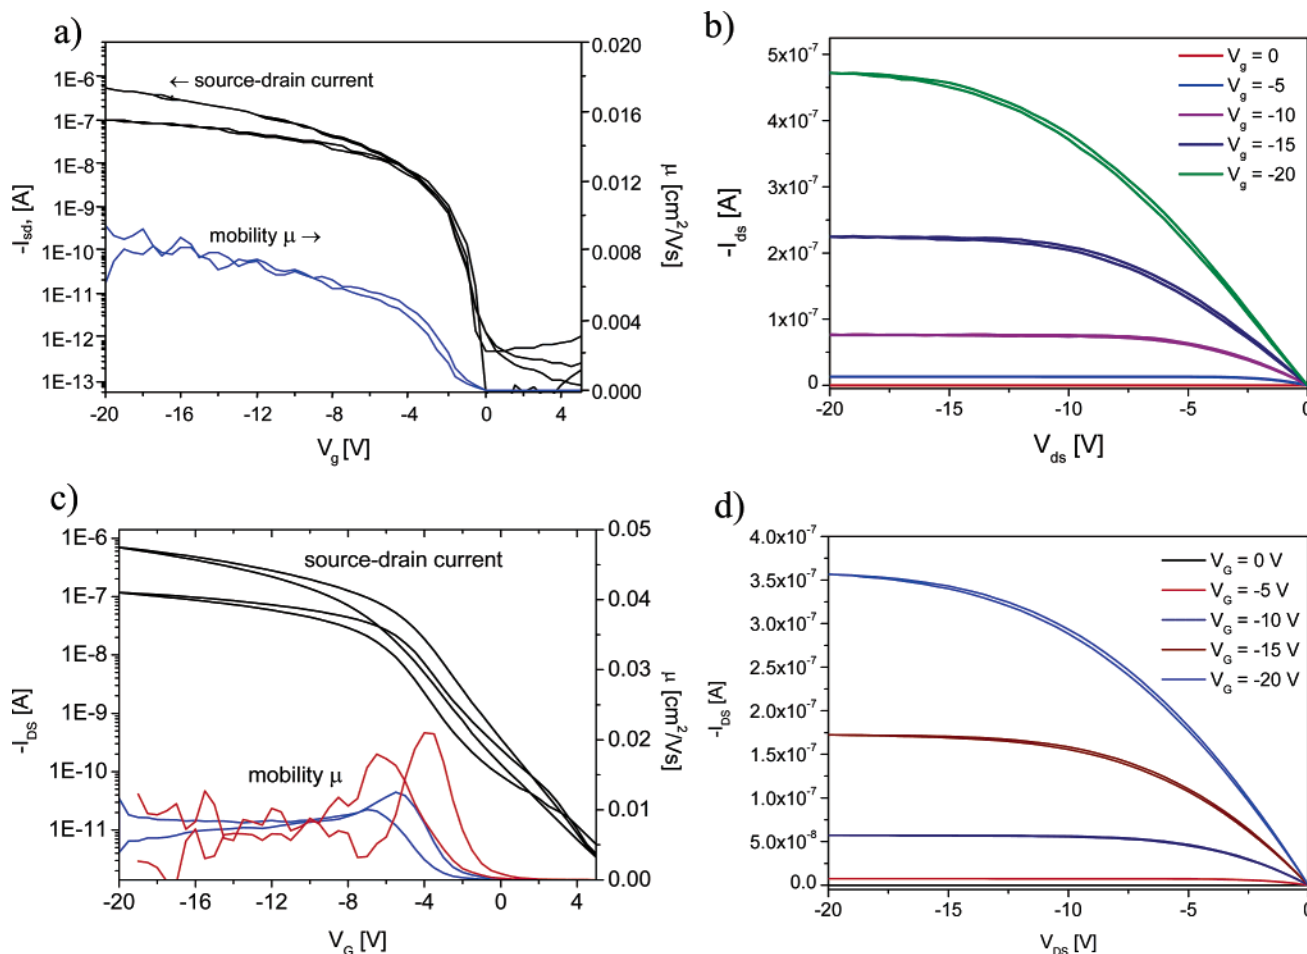 a)
-I_sd, [A]
1E-6
1E-7
1E-8
1E-9
1E-10
1E-11
1E-12
1E-13
← source-drain current
mobility μ →
0.020
0.016
0.012
0.008
0.004
0.000
μ [cm²/Vs]
-20 -16 -12 -8 -4 0 4
V_g [V]
b)
-I_ds [A]
5x10⁻⁷
4x10⁻⁷
3x10⁻⁷
2x10⁻⁷
1x10⁻⁷
0
V_g = 0
V_g = -5
V_g = -10
V_g = -15
V_g = -20
-20 -15 -10 -5 0
V_ds [V]
c)
-I_DS [A]
1E-6
1E-7
1E-8
1E-9
1E-10
1E-11
source-drain current
mobility μ
0.05
0.04
0.03
0.02
0.01
0.00
μ [cm²/Vs]
-20 -16 -12 -8 -4 0 4
V_G [V]
d)
-I_DS [A]
4.0x10⁻⁷
3.5x10⁻⁷
3.0x10⁻⁷
2.5x10⁻⁷
2.0x10⁻⁷
1.5x10⁻⁷
1.0x10⁻⁷
5.0x10⁻⁸
0.0
V_G = 0 V
V_G = -5 V
V_G = -10 V
V_G = -15 V
V_G = -20 V
-20 -15 -10 -5 0
V_DS [V]